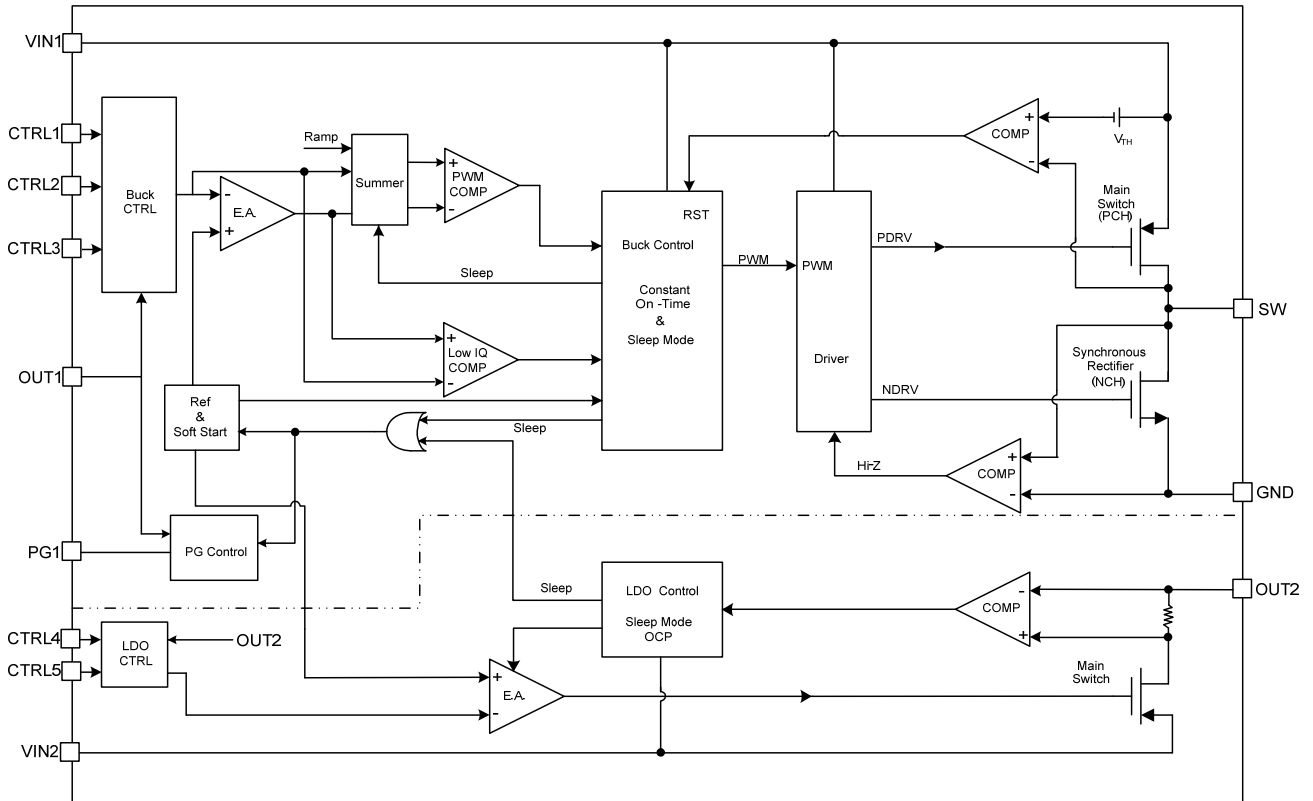 VIN1
CTRL1
CTRL2
CTRL3
Buck
CTRL
Ramp
Summer
E.A.
-
+
+
-
PWM
COMP
RST
Buck Control
Constant
On -Time
&
Sleep Mode
Sleep
PWM
PWM
Driver
PDRV
NDRV
COMP
+
-
VTH
Main
Switch
(PCH)
SW
Synchronous
Rectifier
(NCH)
+
Low IQ
COMP
-
OUT1
Ref
&
Soft Start
Sleep
Hi-Z
COMP
+
-
GND
PG1
PG Control
Sleep
LDO Control
Sleep Mode
OCP
COMP
-
+
OUT2
CTRL4
CTRL5
LDO
CTRL
OUT2
+
E.A.
-
Main
Switch
VIN2